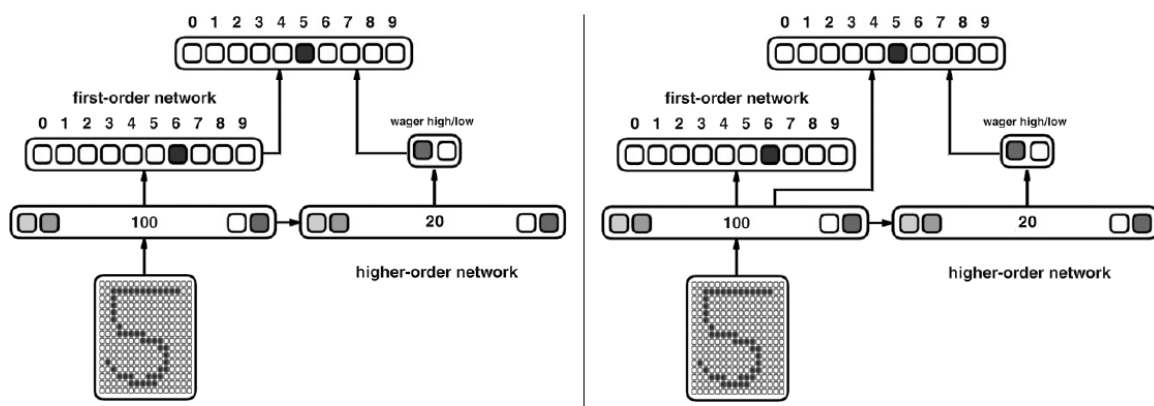 0 1 2 3 4 5 6 7 8 9
first-order network
0 1 2 3 4 5 6 7 8 9
wager high/low
100
20
higher-order network
0 1 2 3 4 5 6 7 8 9
first-order network
0 1 2 3 4 5 6 7 8 9
wager high/low
100
20
higher-order network